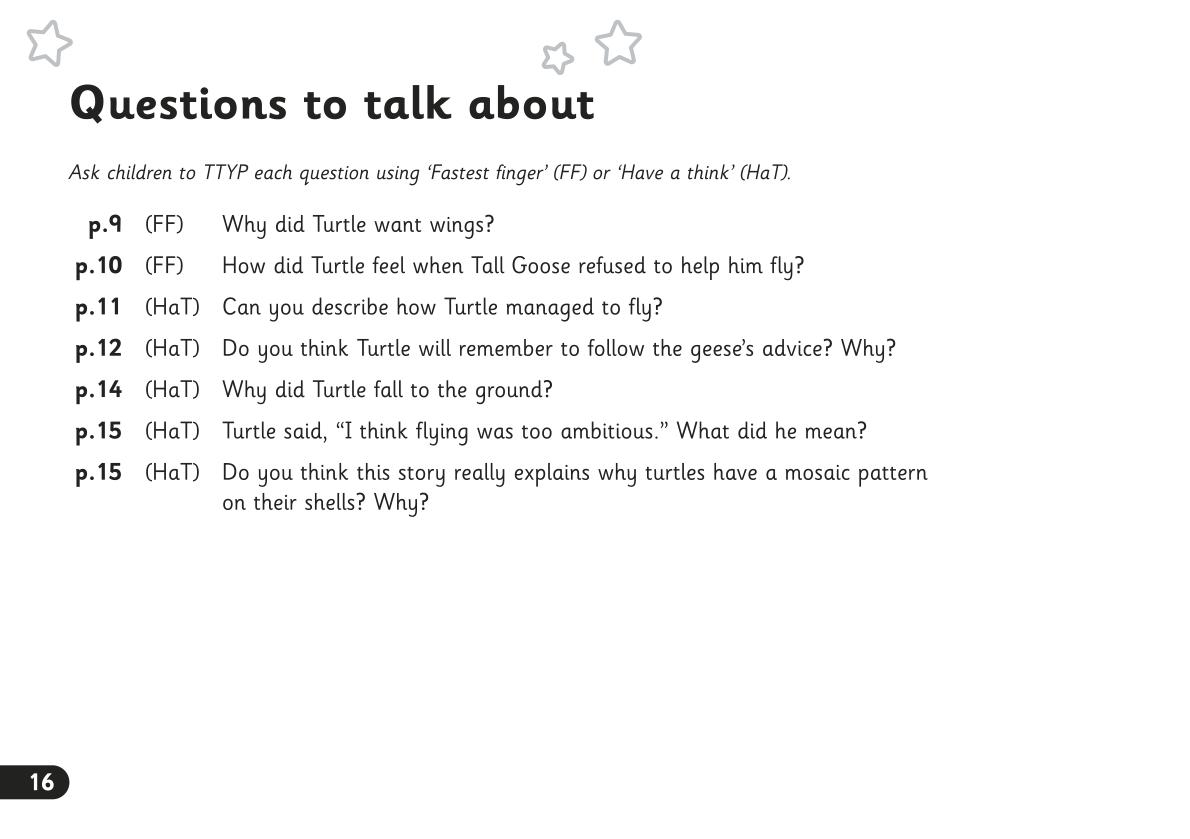 Questions to talk about
Ask children to TTYP each question using ‘Fastest finger’ (FF) or ‘Have a think’ (HaT).
p.9 (FF) Why did Turtle want wings?
p.10 (FF) How did Turtle feel when Tall Goose refused to help him fly?
p.11 (HaT) Can you describe how Turtle managed to fly?
p.12 (HaT) Do you think Turtle will remember to follow the geese’s advice? Why?
p.14 (HaT) Why did Turtle fall to the ground?
p.15 (HaT) Turtle said, “I think flying was too ambitious.” What did he mean?
p.15 (HaT) Do you think this story really explains why turtles have a mosaic pattern
on their shells? Why?
16